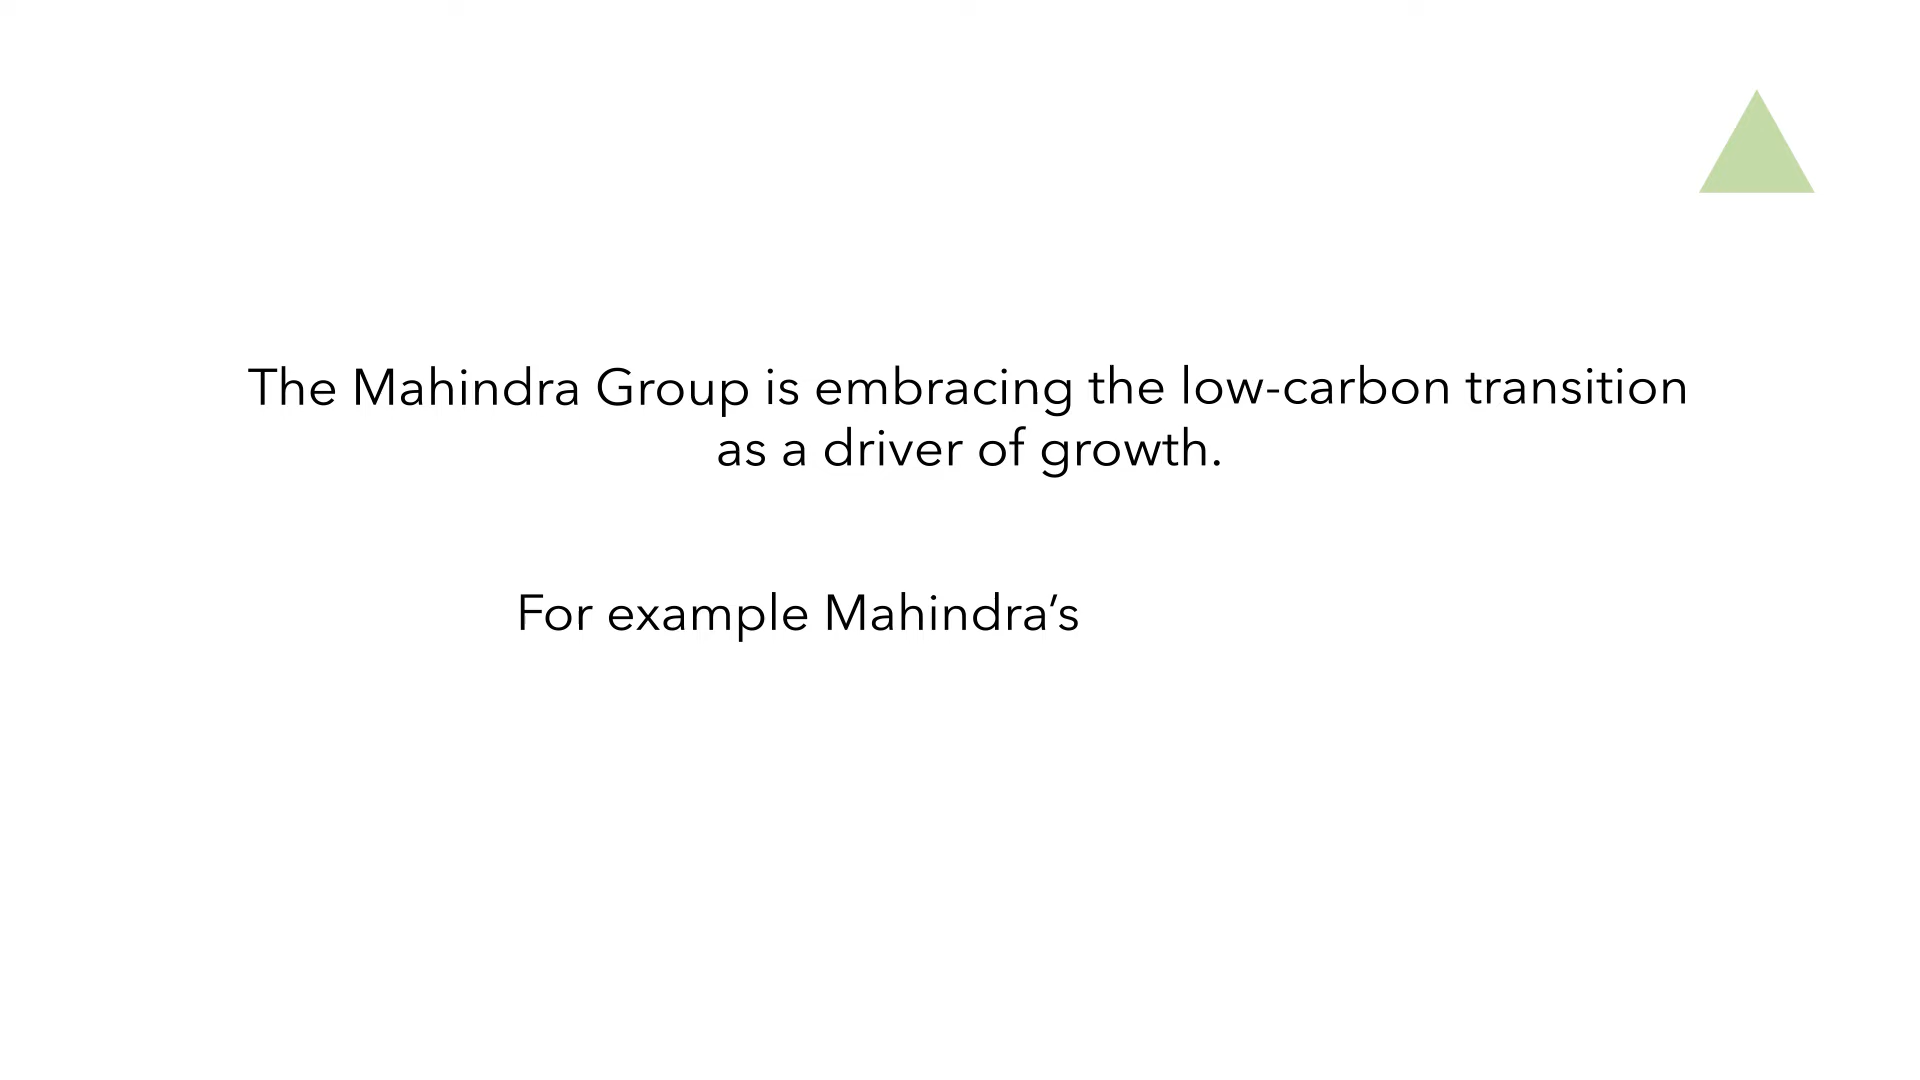 The Mahindra Group is embracing the low-carbon transition
as a driver of growth.
For example Mahindra’s